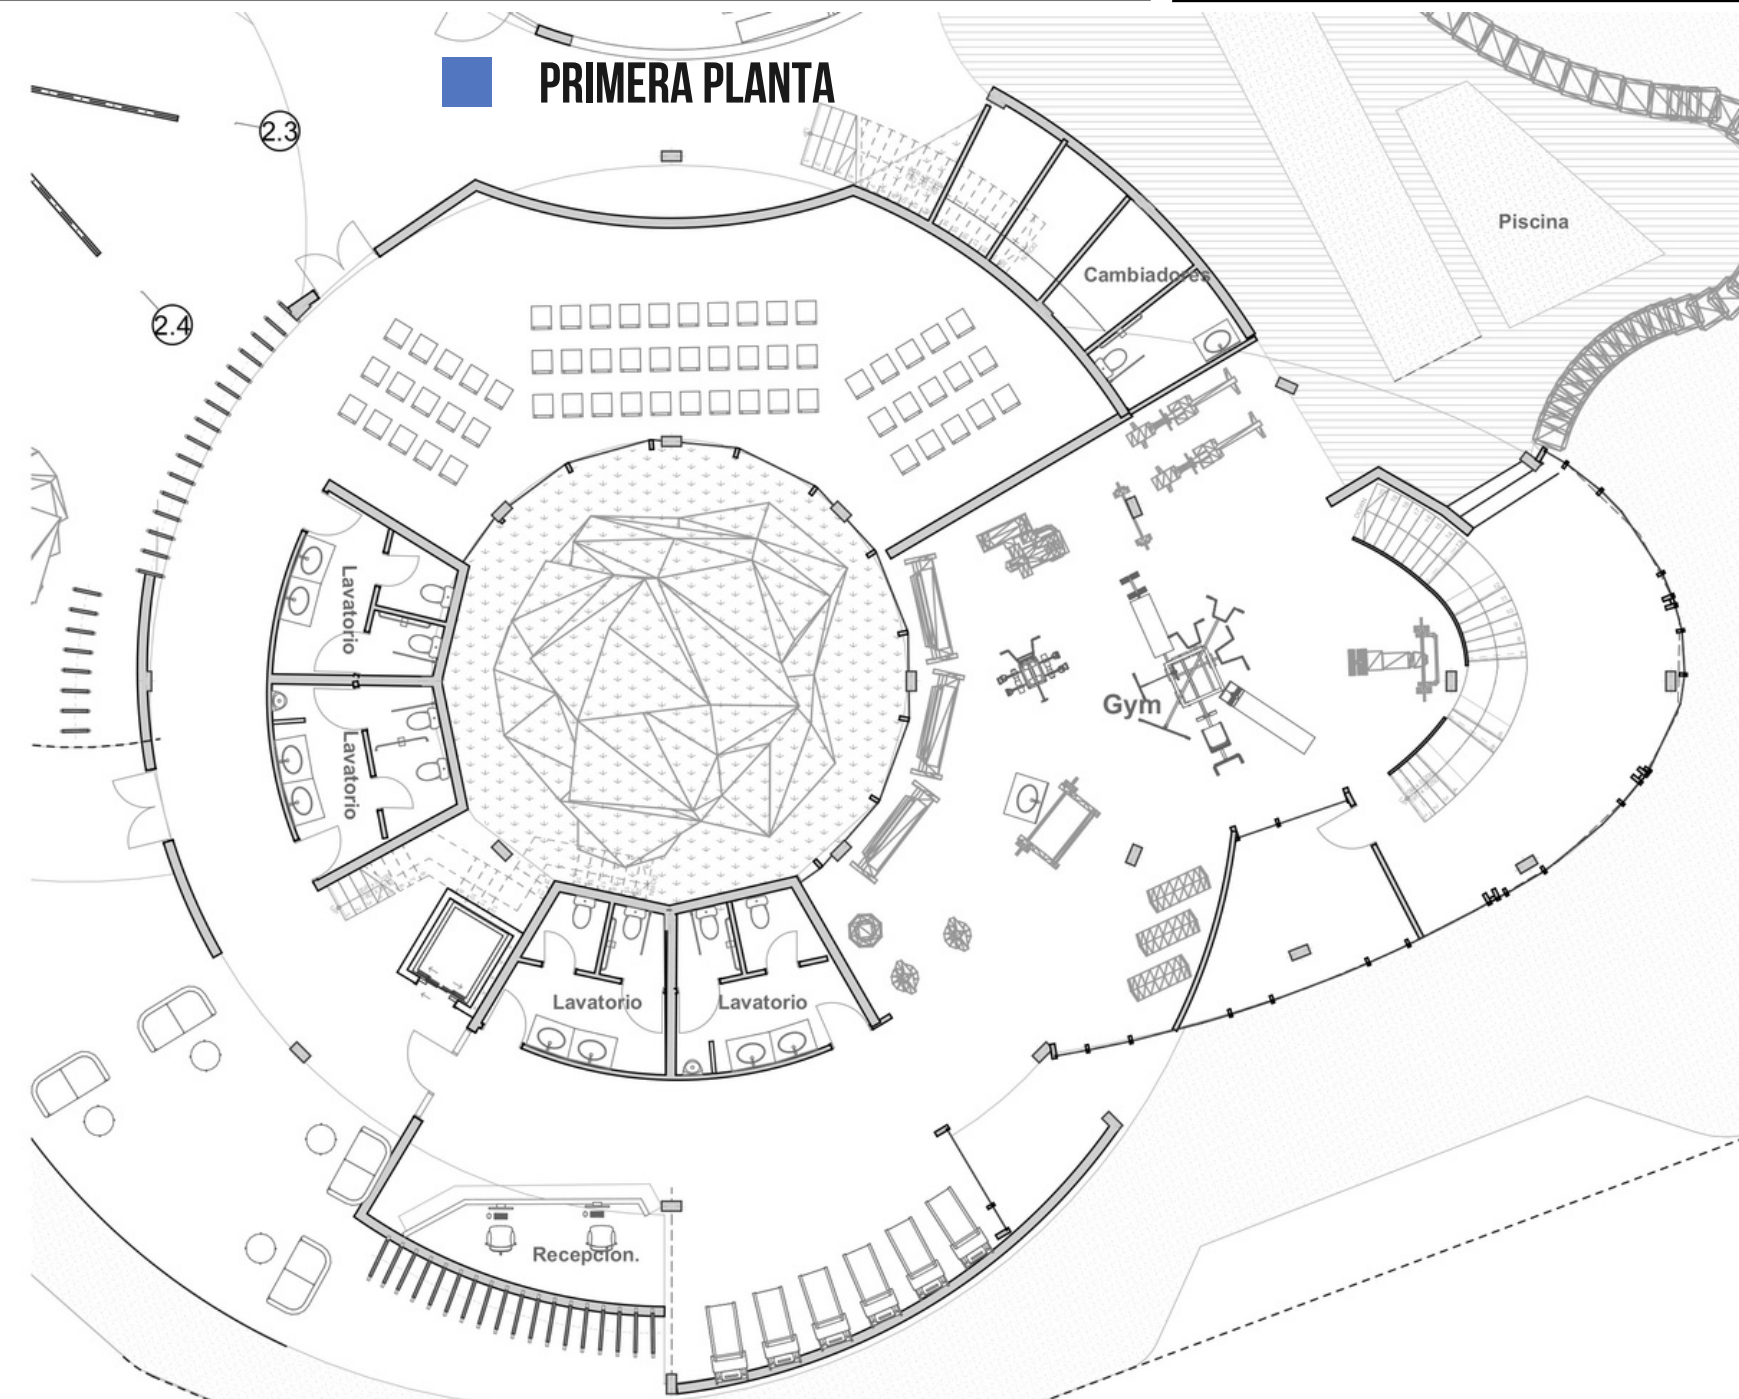 PRIMERA PLANTA
2.3
Piscina
Cambiadores
2.4
Lavatorio
Gym
Lavatorio
Lavatorio
Lavatorio
Recepcion.